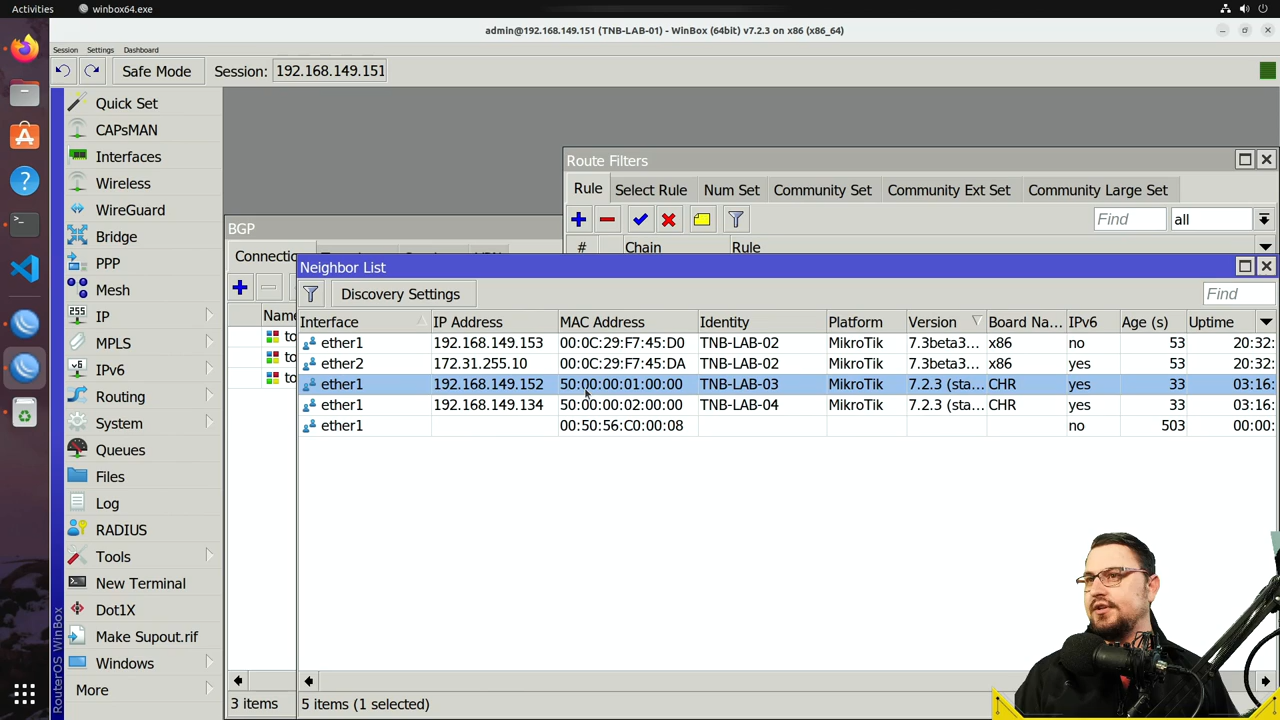 Activities
winbox64.exe
admin@192.168.149.151 (TNB-LAB-01) - WinBox (64bit) v7.2.3 on x86 (x86_64)
Session Settings Dashboard
Safe Mode Session: 192.168.149.151
Quick Set
CAPsMAN
Interfaces
Wireless
WireGuard
Bridge
PPP
Mesh
IP
MPLS
IPv6
Routing
System
Queues
Files
Log
RADIUS
Tools
New Terminal
Dot1X
Make Supout.rif
Windows
More
RouterOS WinBox
Route Filters
Rule Select Rule Num Set Community Set Community Ext Set Community Large Set
Find all
# Chain Rule
BGP
Connectio
Name
to
to
to
3 items
Neighbor List
Discovery Settings Find
Interface IP Address MAC Address Identity Platform Version Board Na... IPv6 Age (s) Uptime
ether1 192.168.149.153 00:0C:29:F7:45:D0 TNB-LAB-02 MikroTik 7.3beta3... x86 no 53 20:32:
ether2 172.31.255.10 00:0C:29:F7:45:DA TNB-LAB-02 MikroTik 7.3beta3... x86 yes 53 20:32:
ether1 192.168.149.152 50:00:00:01:00:00 TNB-LAB-03 MikroTik 7.2.3 (sta... CHR yes 33 03:16:
ether1 192.168.149.134 50:00:00:02:00:00 TNB-LAB-04 MikroTik 7.2.3 (sta... CHR yes 33 03:16:
ether1 00:50:56:C0:00:08 no 503 00:00:
5 items (1 selected)